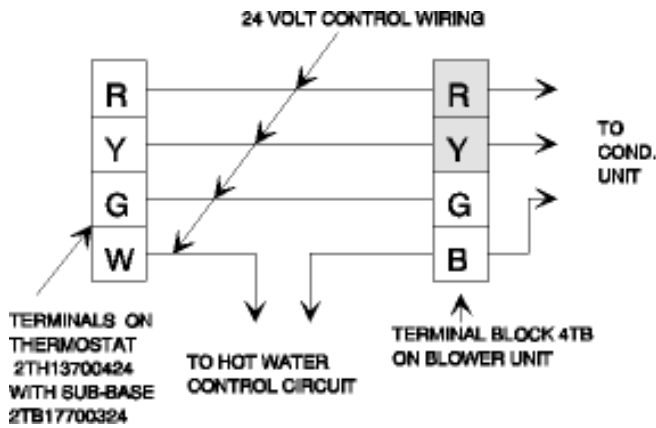 24 VOLT CONTROL WIRING
R
Y
G
W
R
Y
G
B
TO
COND.
UNIT
TERMINALS ON
THERMOSTAT
2TH13700424
WITH SUB-BASE
2TB17700324
TO HOT WATER
CONTROL CIRCUIT
TERMINAL BLOCK 4TB
ON BLOWER UNIT